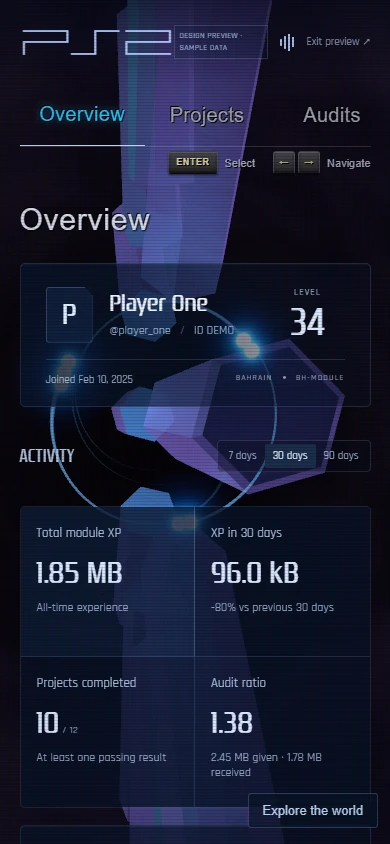 PS2
DESIGN PREVIEW ·
SAMPLE DATA
Exit preview ↗
Overview
Projects
Audits
ENTER Select ← → Navigate
Overview
P
Player One
@player_one / ID DEMO
LEVEL
34
Joined Feb 10, 2025
BAHRAIN • BH-MODULE
ACTIVITY
7 days 30 days 90 days
Total module XP
1.85 MB
All-time experience
XP in 30 days
96.0 kB
-80% vs previous 30 days
Projects completed
10 / 12
At least one passing result
Audit ratio
1.38
2.45 MB given · 1.78 MB
received
Explore the world